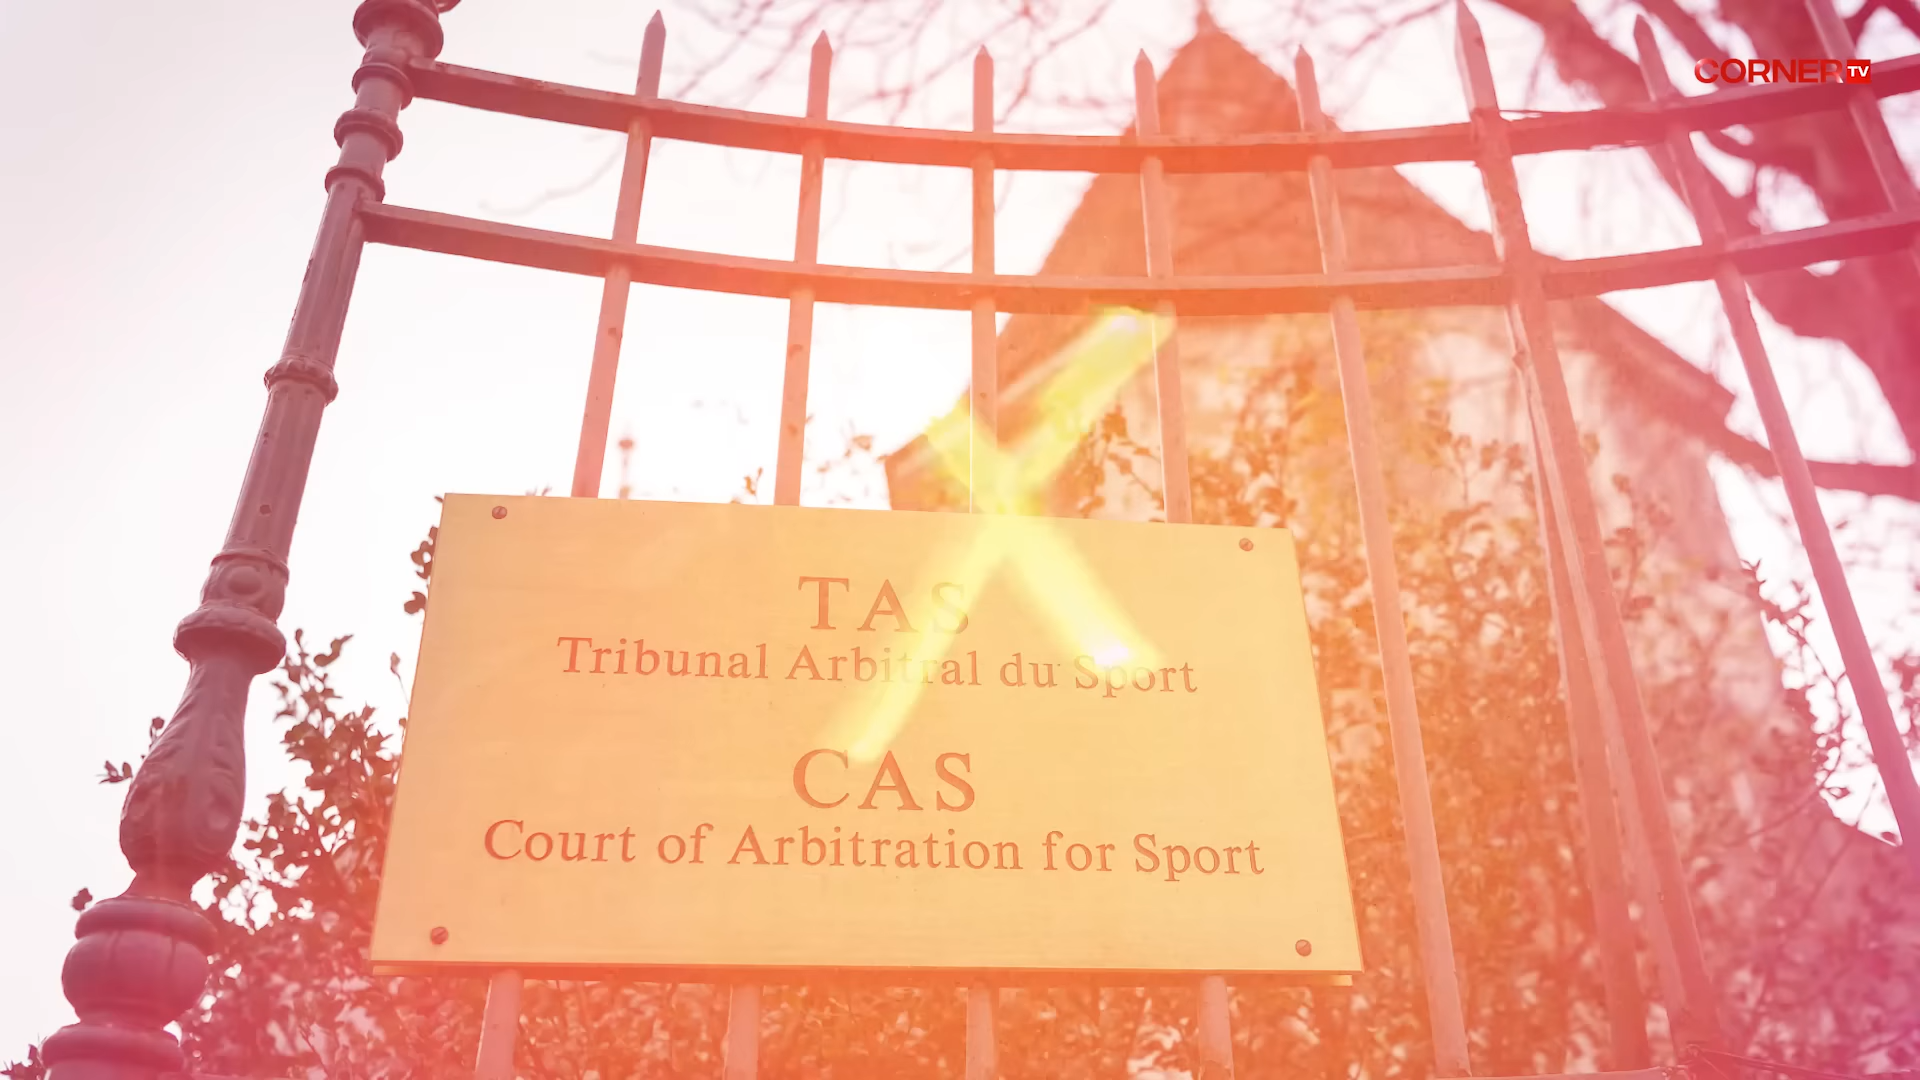 CORNER TV
TAS
Tribunal Arbitral du Sport
CAS
Court of Arbitration for Sport